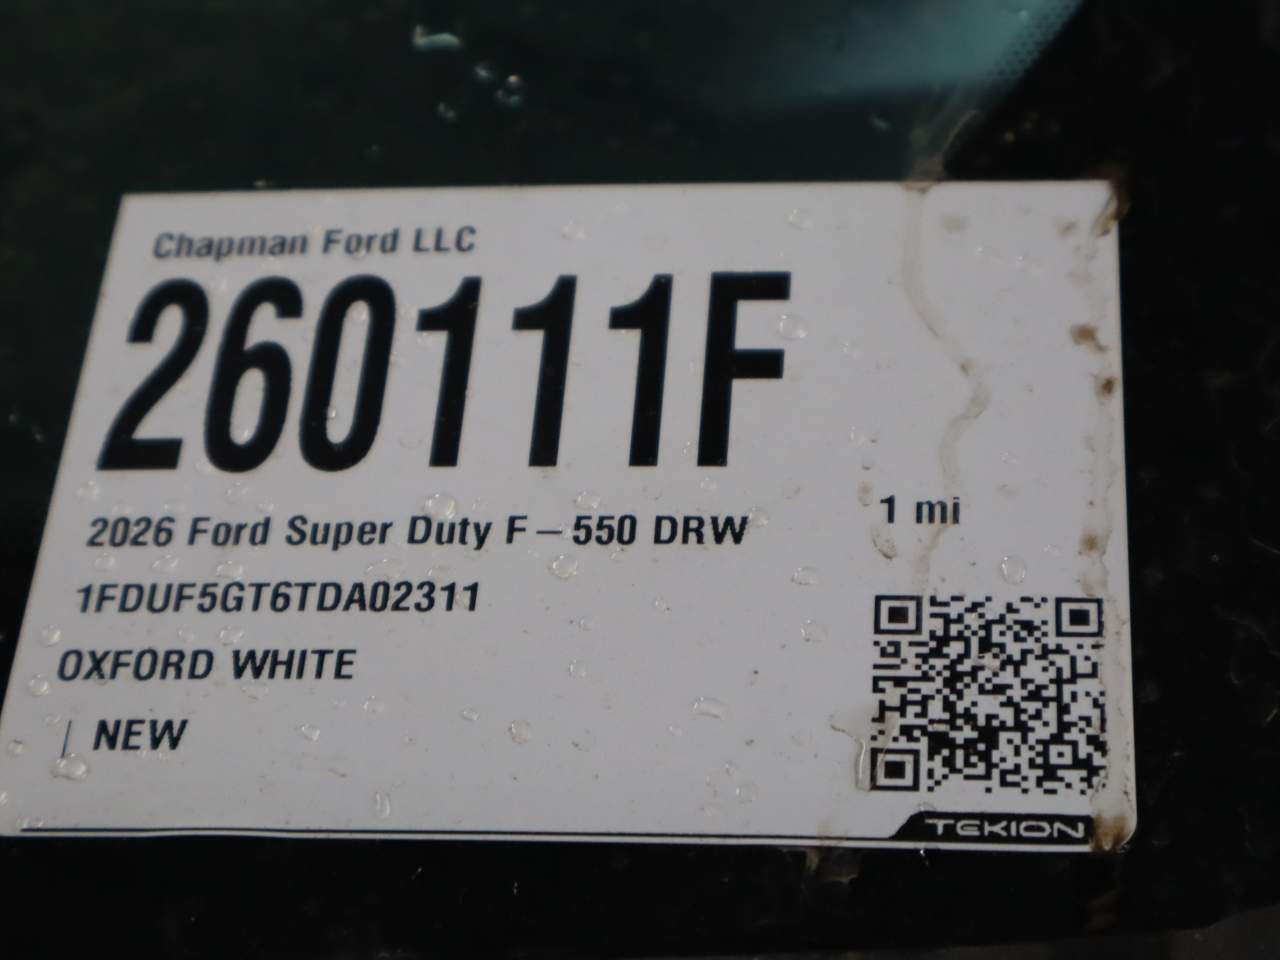 Chapman Ford LLC
260111F
2026 Ford Super Duty F-550 DRW
1 mi
1FDUF5GT6TDA02311
OXFORD WHITE
| NEW
TEKION